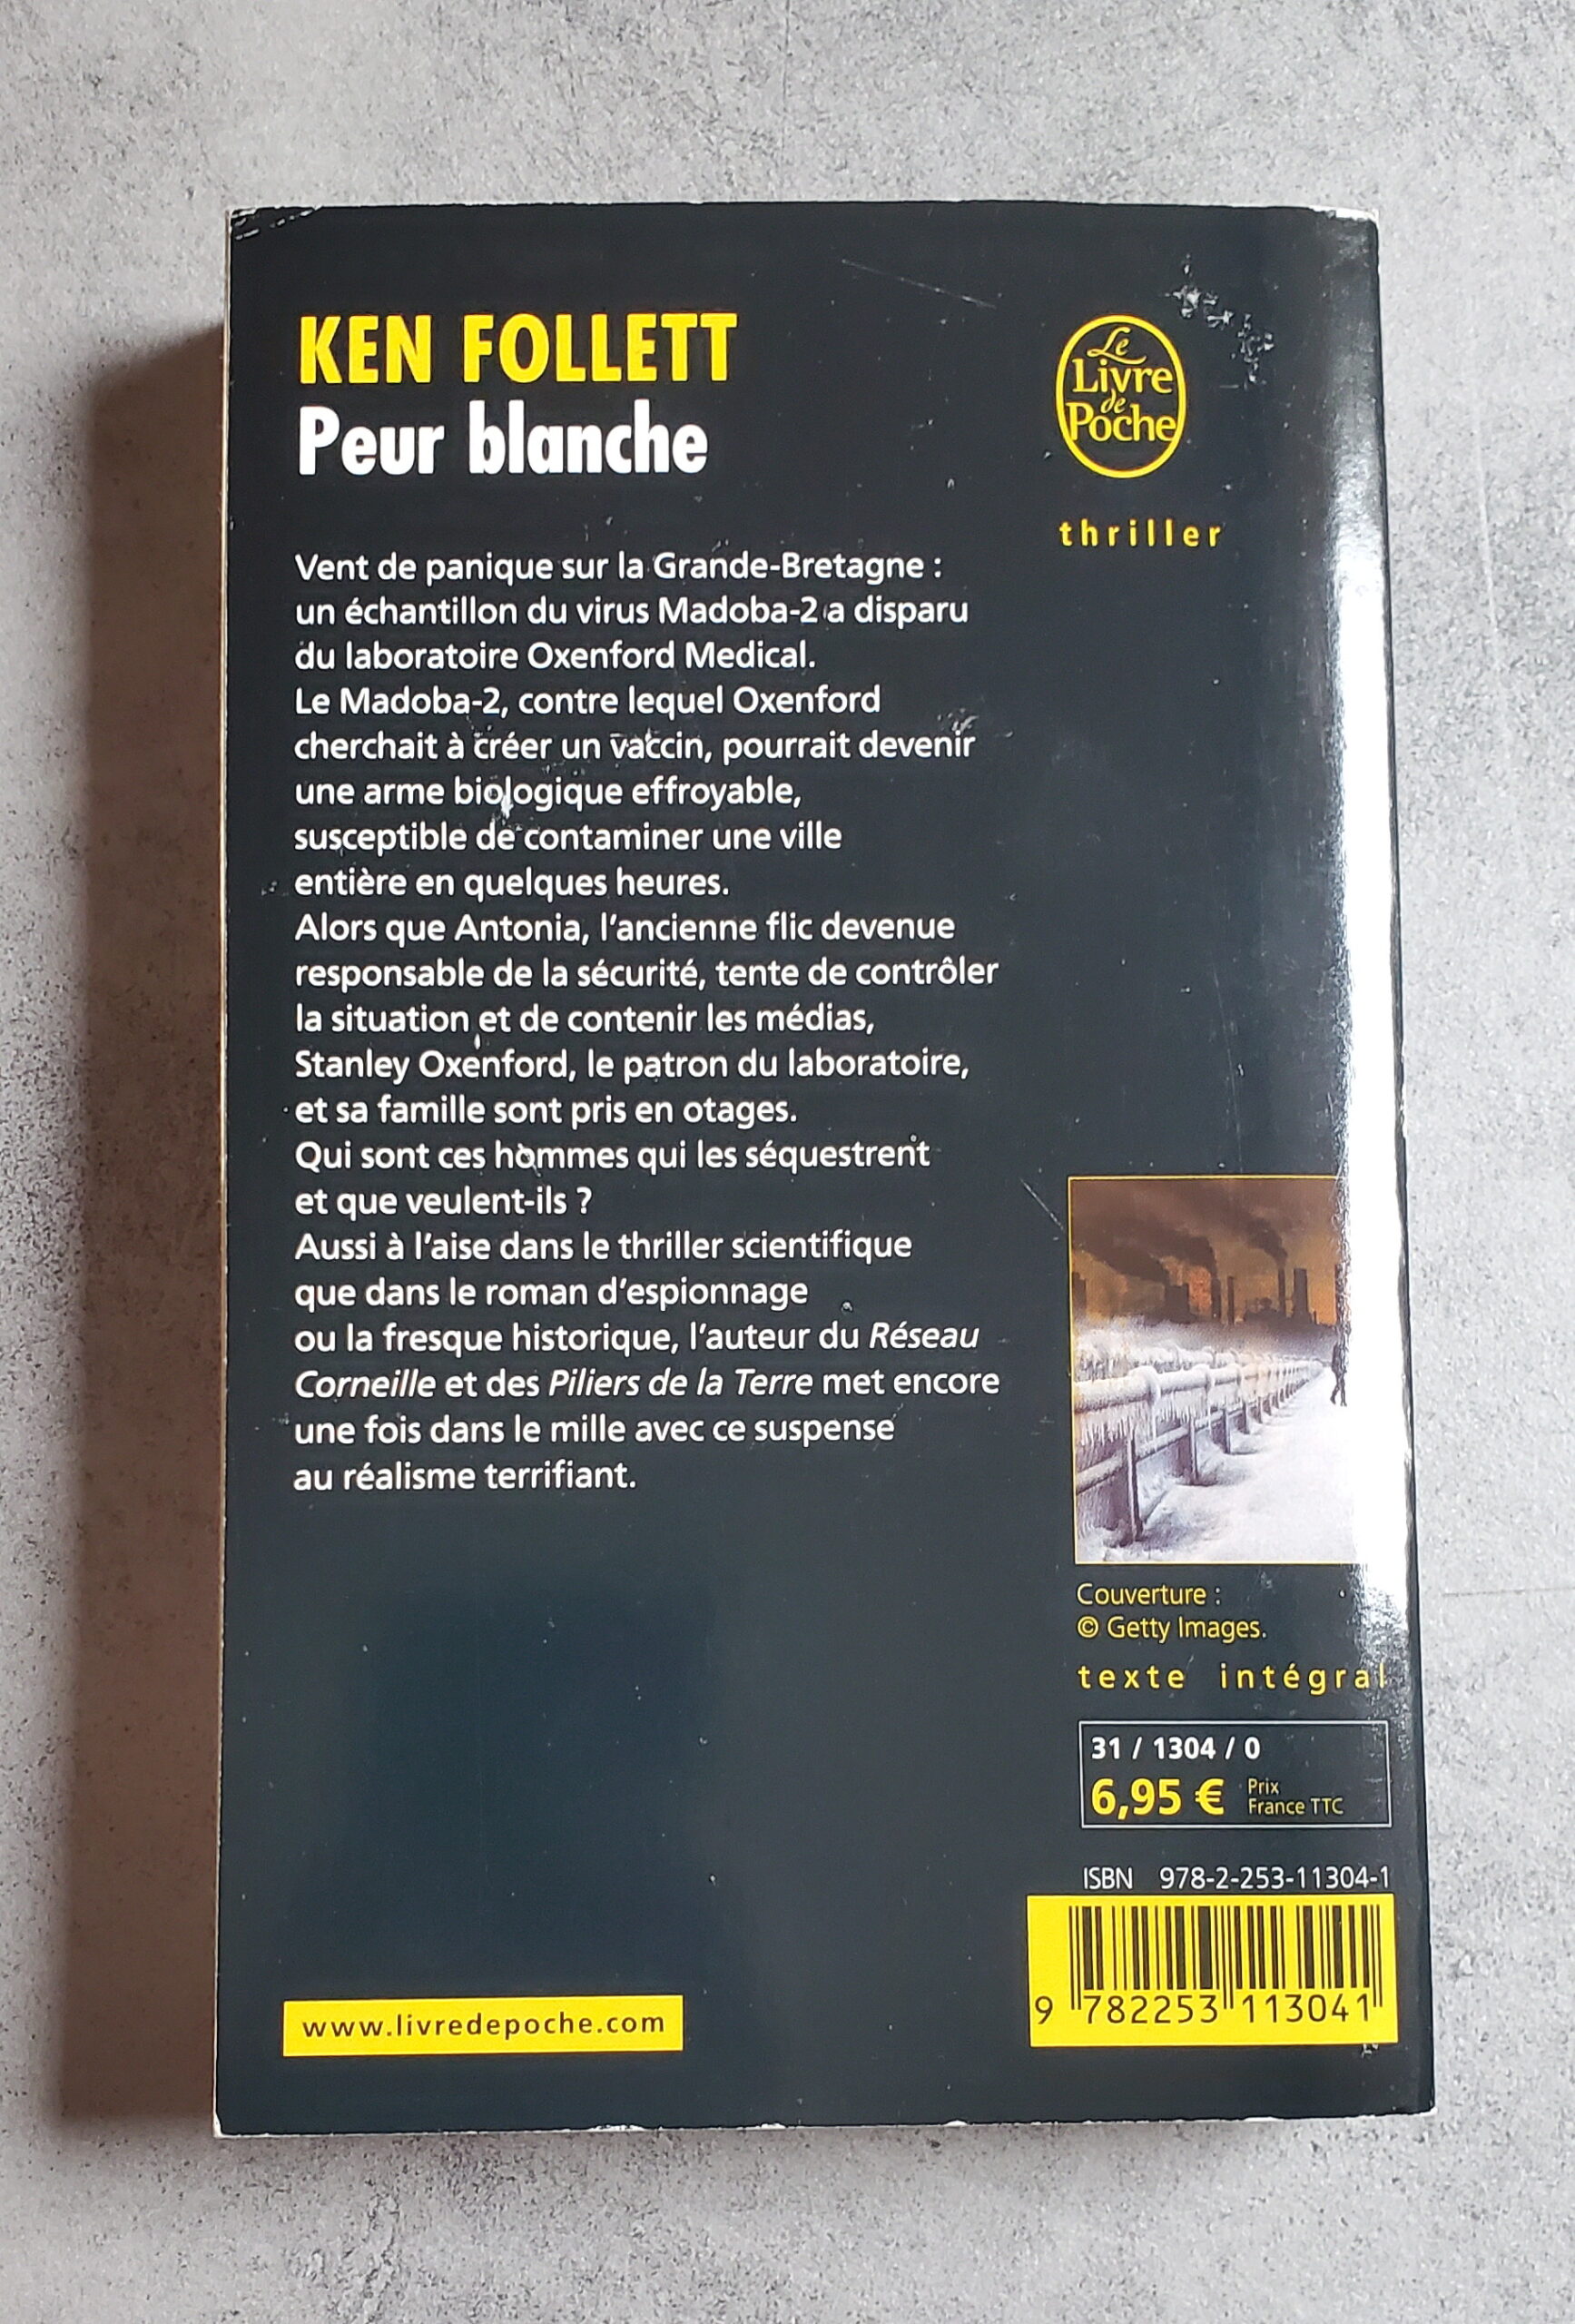 KEN FOLLETT
Peur blanche
Le
Livre
de
Poche
thriller
Vent de panique sur la Grande-Bretagne :
un échantillon du virus Madoba-2 a disparu
du laboratoire Oxenford Medical.
Le Madoba-2, contre lequel Oxenford
cherchait à créer un vaccin, pourrait devenir
une arme biologique effroyable,
susceptible de contaminer une ville
entière en quelques heures.
Alors que Antonia, l'ancienne flic devenue
responsable de la sécurité, tente de contrôler
la situation et de contenir les médias,
Stanley Oxenford, le patron du laboratoire,
et sa famille sont pris en otages.
Qui sont ces hommes qui les séquestrent
et que veulent-ils ?
Aussi à l'aise dans le thriller scientifique
que dans le roman d'espionnage
ou la fresque historique, l'auteur du Réseau
Corneille et des Piliers de la Terre met encore
une fois dans le mille avec ce suspense
au réalisme terrifiant.
Couverture :
© Getty Images.
texte intégral
31 / 1304 / 0
6,95 € Prix
France TTC
ISBN 978-2-253-11304-1
9 782253 113041
www.livredepoche.com